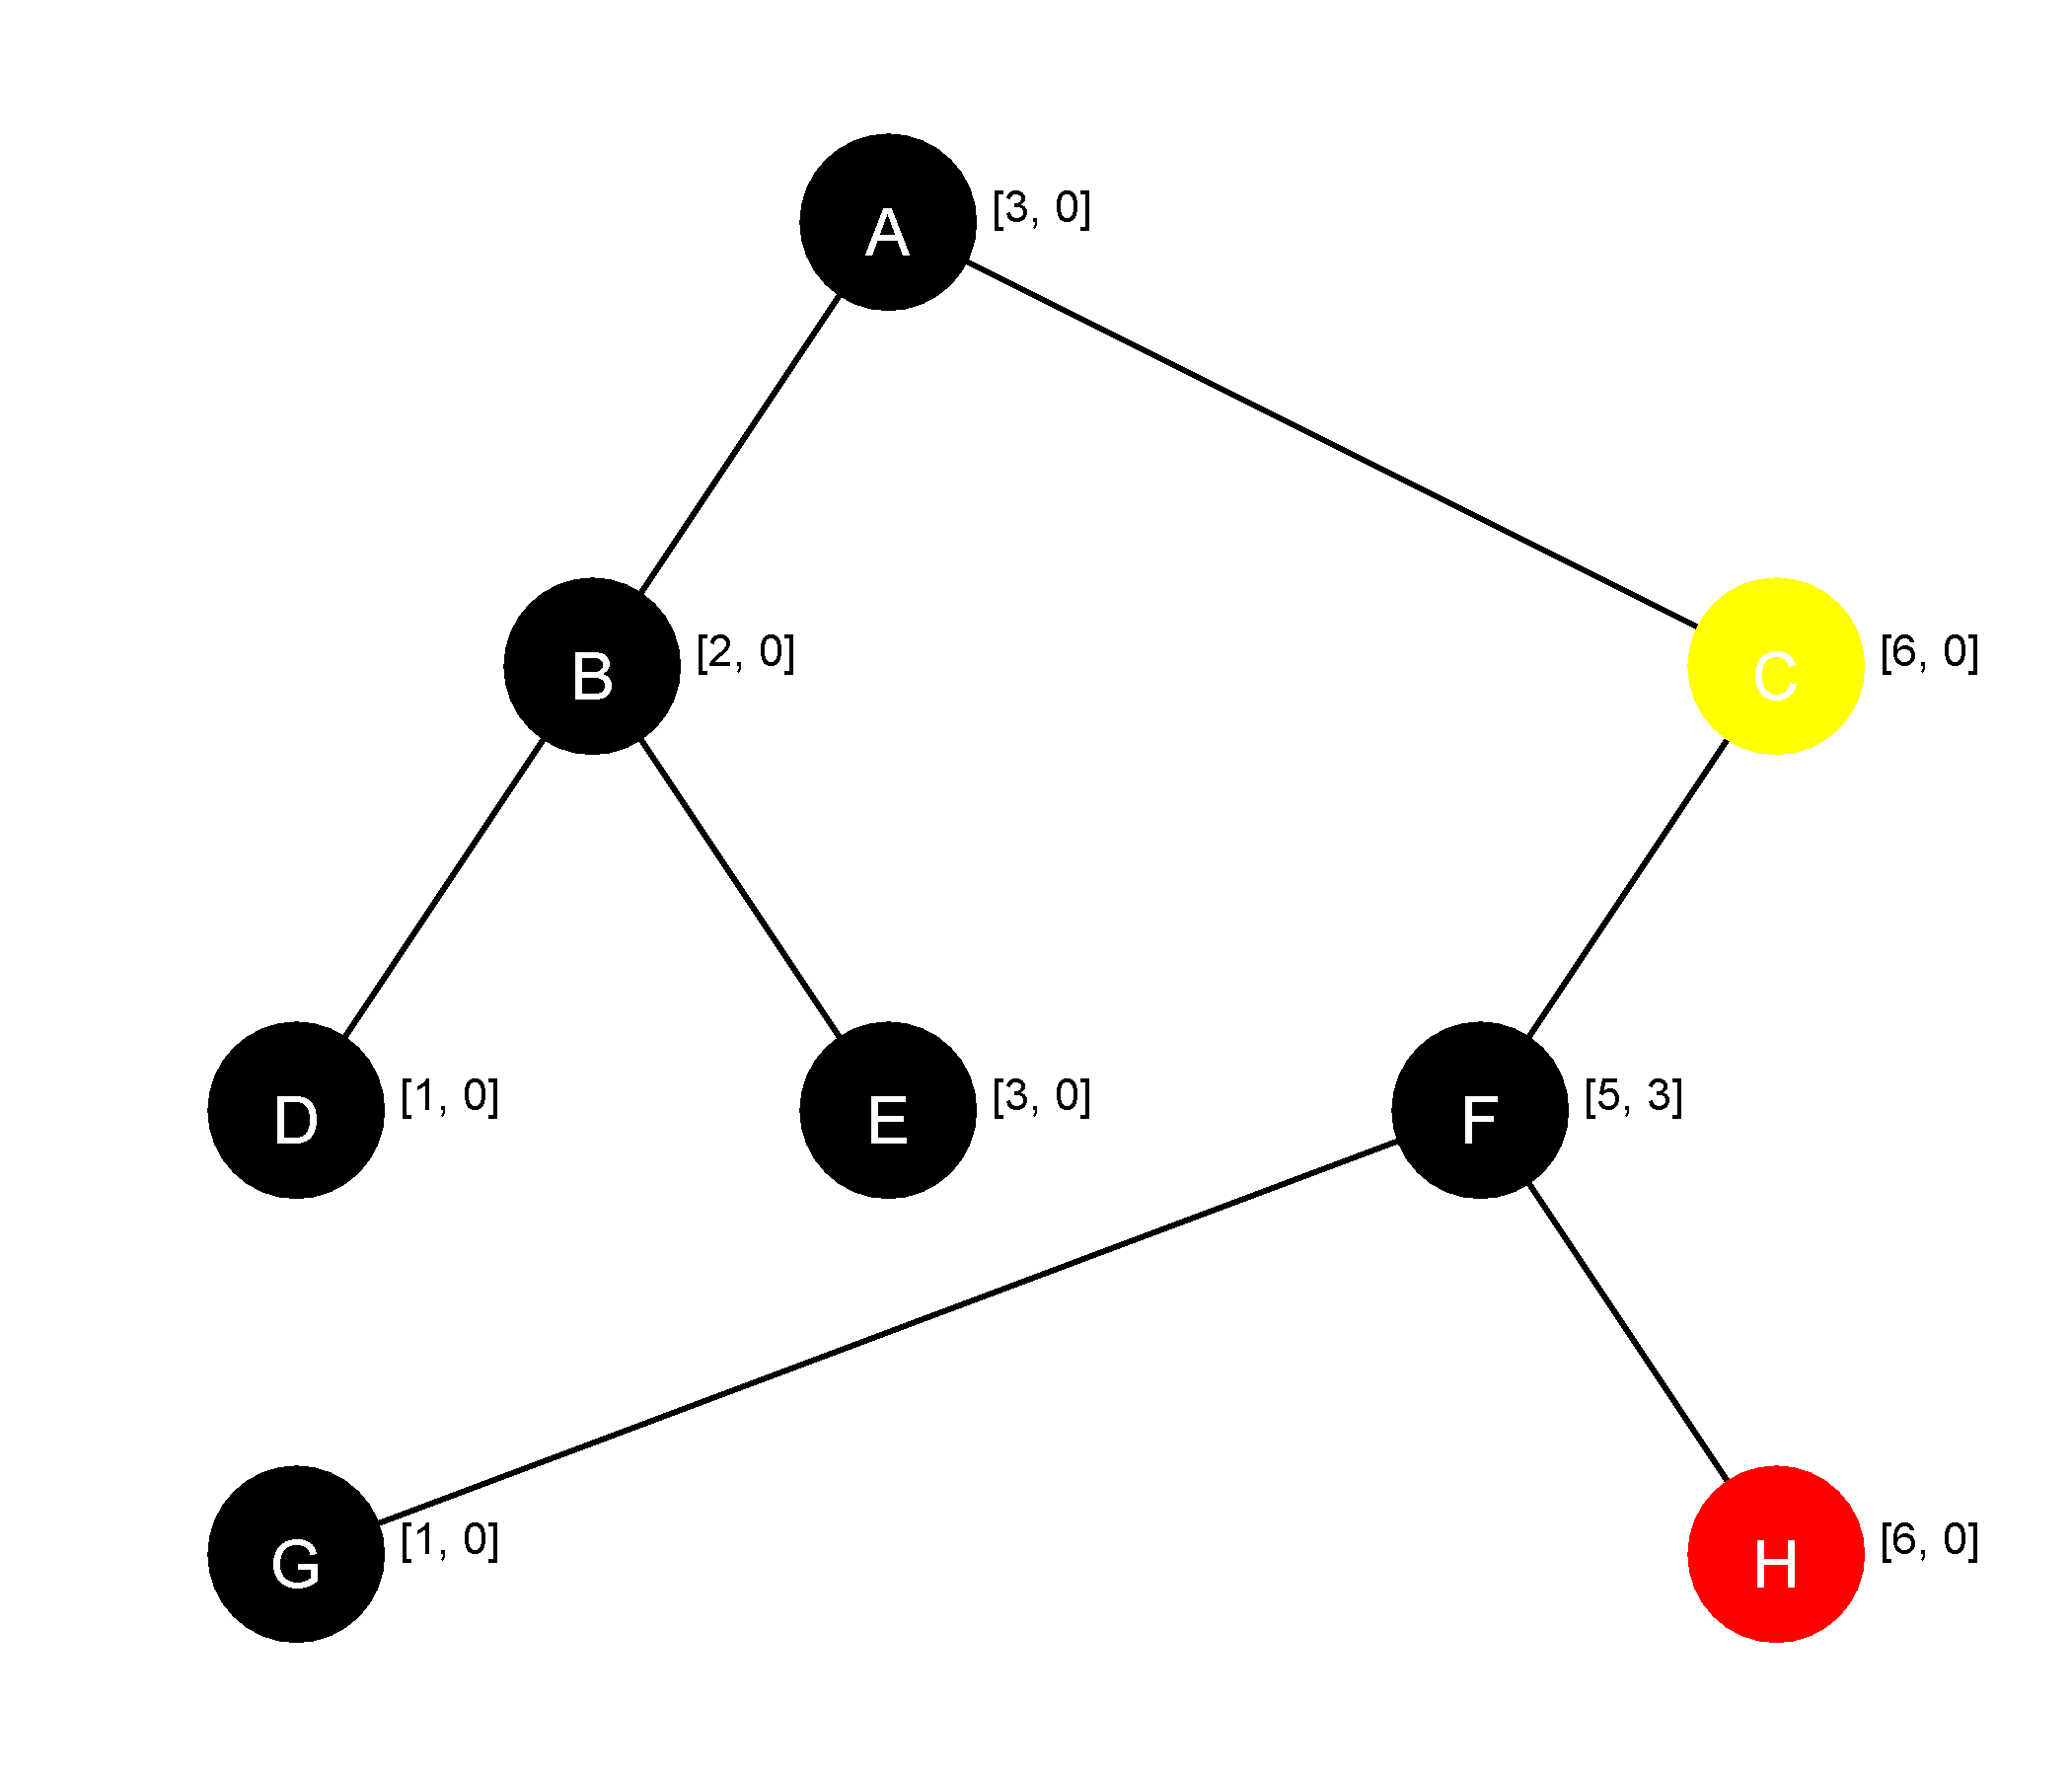 A [3, 0]
B [2, 0]
C [6, 0]
D [1, 0]
E [3, 0]
F [5, 3]
G [1, 0]
H [6, 0]